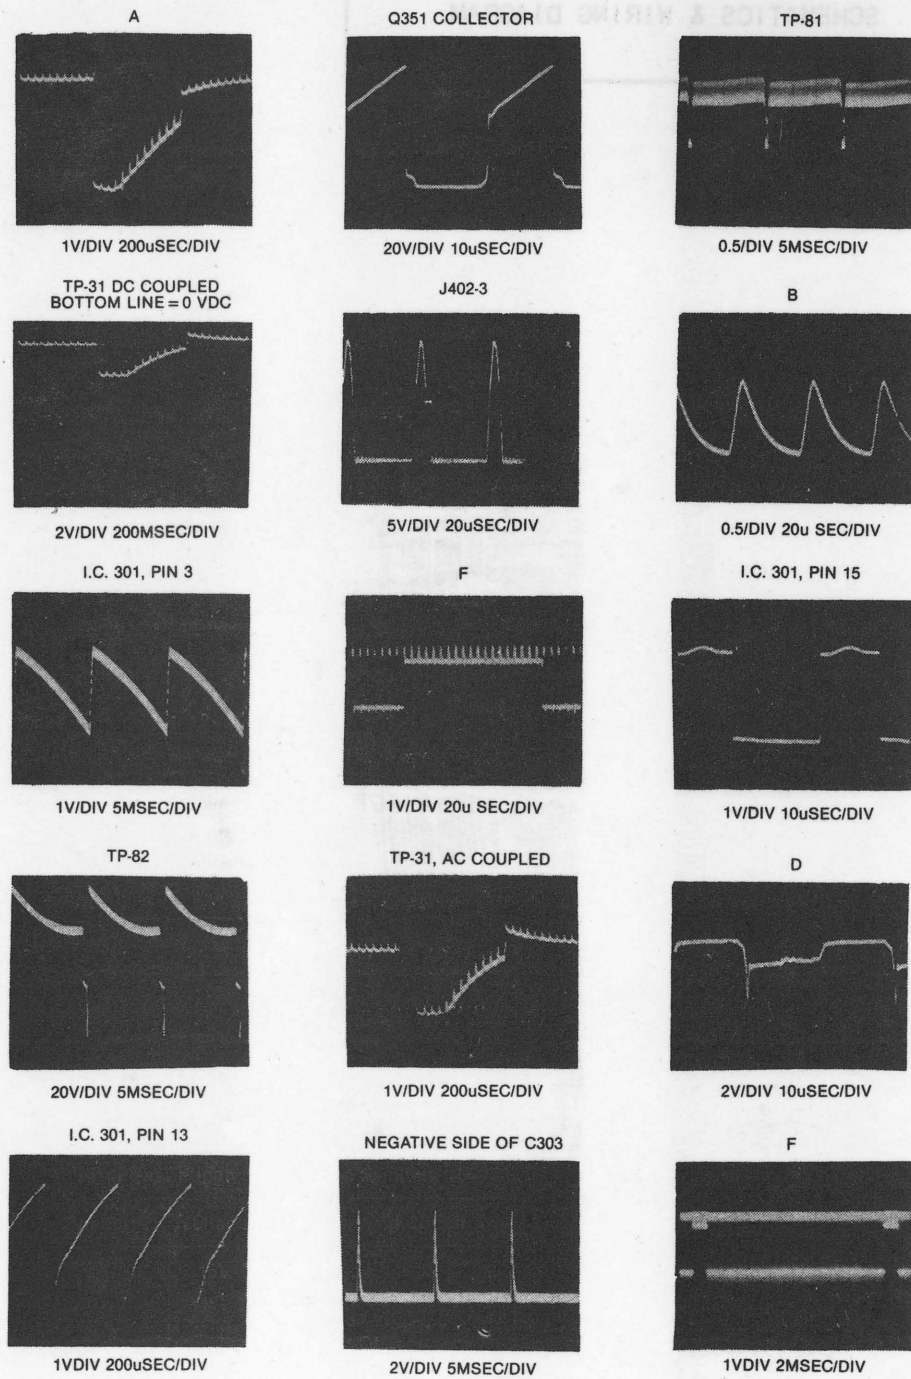 SCHEMATICS & WIRING DIAGRAM
A
Q351 COLLECTOR
TP-81
1V/DIV 200uSEC/DIV
20V/DIV 10uSEC/DIV
0.5/DIV 5MSEC/DIV
TP-31 DC COUPLED
BOTTOM LINE = 0 VDC
J402-3
B
2V/DIV 200MSEC/DIV
5V/DIV 20uSEC/DIV
0.5/DIV 20u SEC/DIV
I.C. 301, PIN 3
F
I.C. 301, PIN 15
1V/DIV 5MSEC/DIV
1V/DIV 20u SEC/DIV
1V/DIV 10uSEC/DIV
TP-82
TP-31, AC COUPLED
D
20V/DIV 5MSEC/DIV
1V/DIV 200uSEC/DIV
2V/DIV 10uSEC/DIV
I.C. 301, PIN 13
NEGATIVE SIDE OF C303
F
1VDIV 200uSEC/DIV
2V/DIV 5MSEC/DIV
1VDIV 2MSEC/DIV